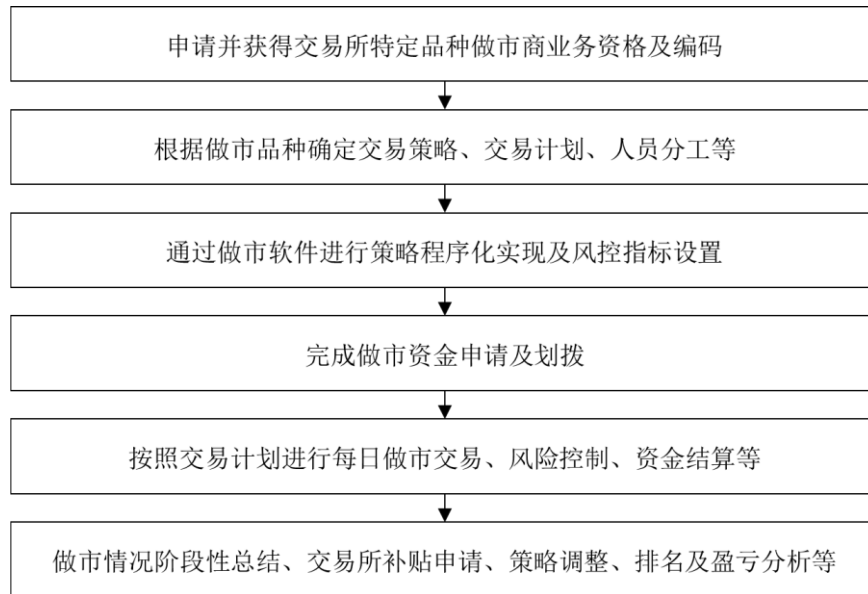 申请并获得交易所特定品种做市商业务资格及编码
根据做市品种确定交易策略、交易计划、人员分工等
通过做市软件进行策略程序化实现及风控指标设置
完成做市资金申请及划拨
按照交易计划进行每日做市交易、风险控制、资金结算等
做市情况阶段性总结、交易所补贴申请、策略调整、排名及盈亏分析等